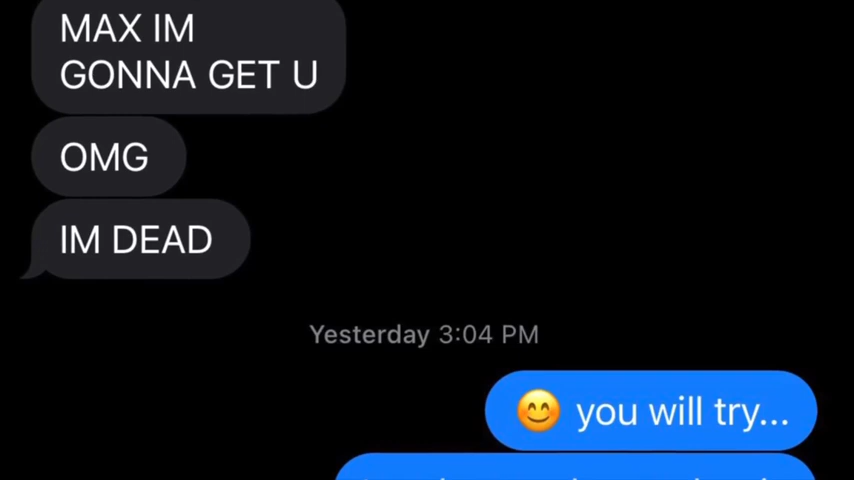 MAX IM
GONNA GET U
OMG
IM DEAD
Yesterday 3:04 PM
😊 you will try...